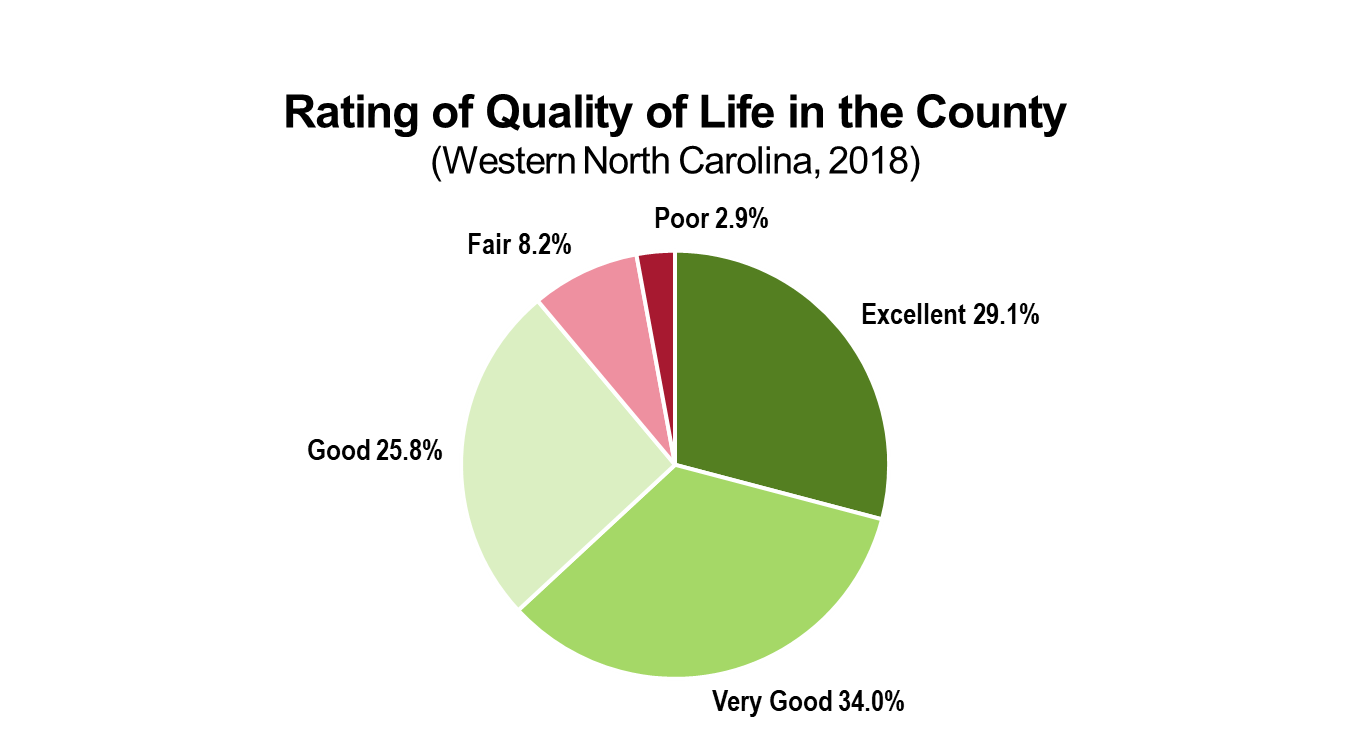 Rating of Quality of Life in the County
(Western North Carolina, 2018)
Poor 2.9%
Fair 8.2%
Excellent 29.1%
Good 25.8%
Very Good 34.0%